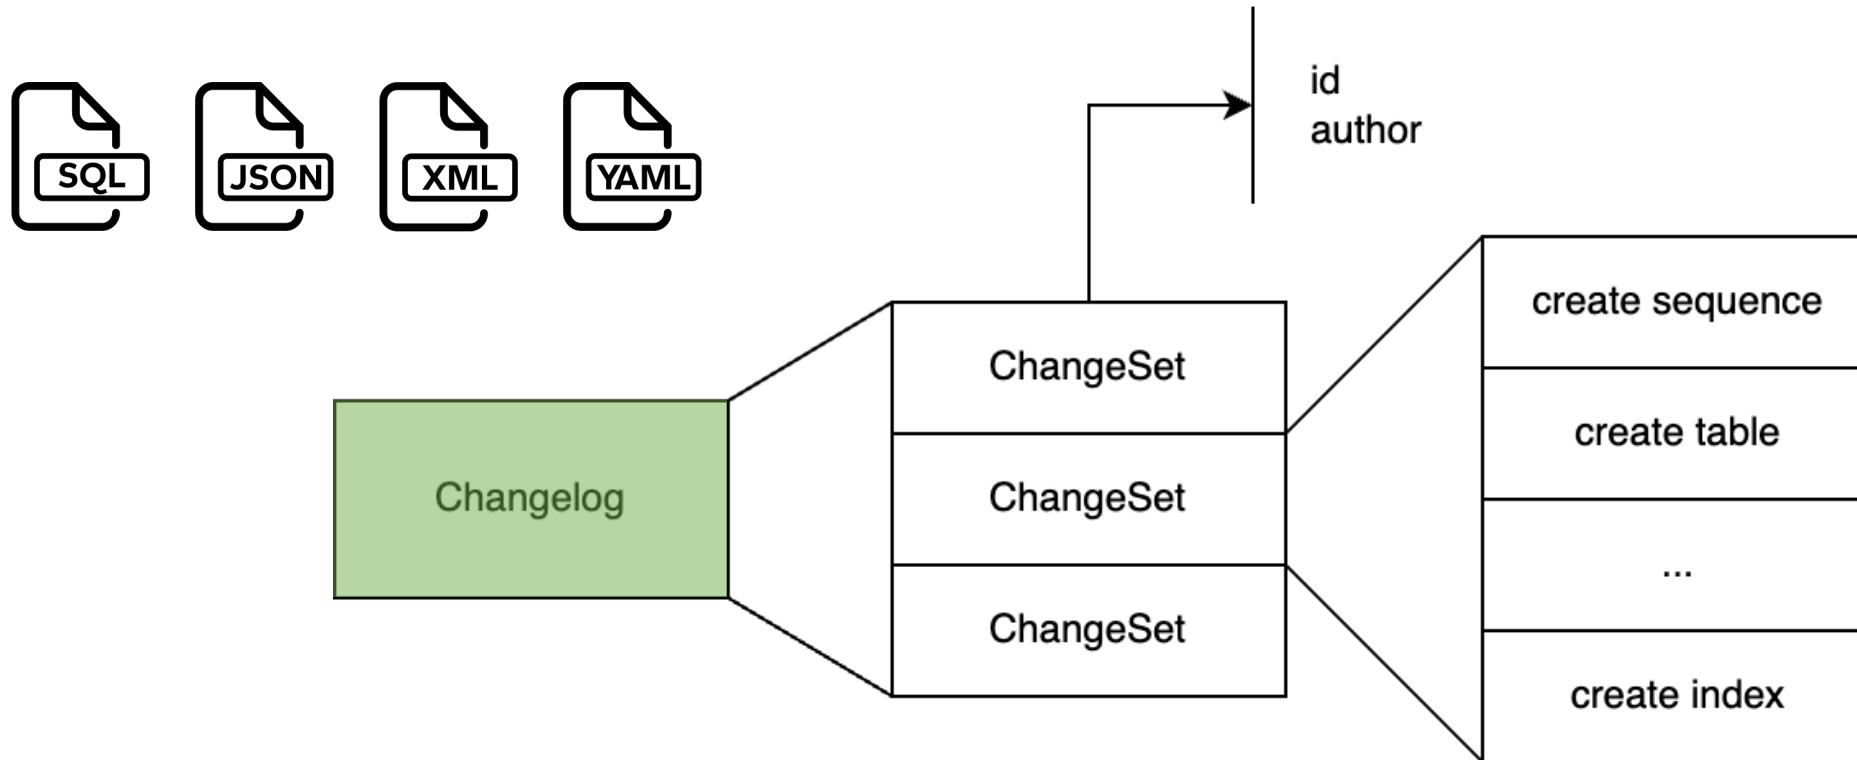 SQL
JSON
XML
YAML
id
author
Changelog
ChangeSet
ChangeSet
ChangeSet
create sequence
create table
...
create index